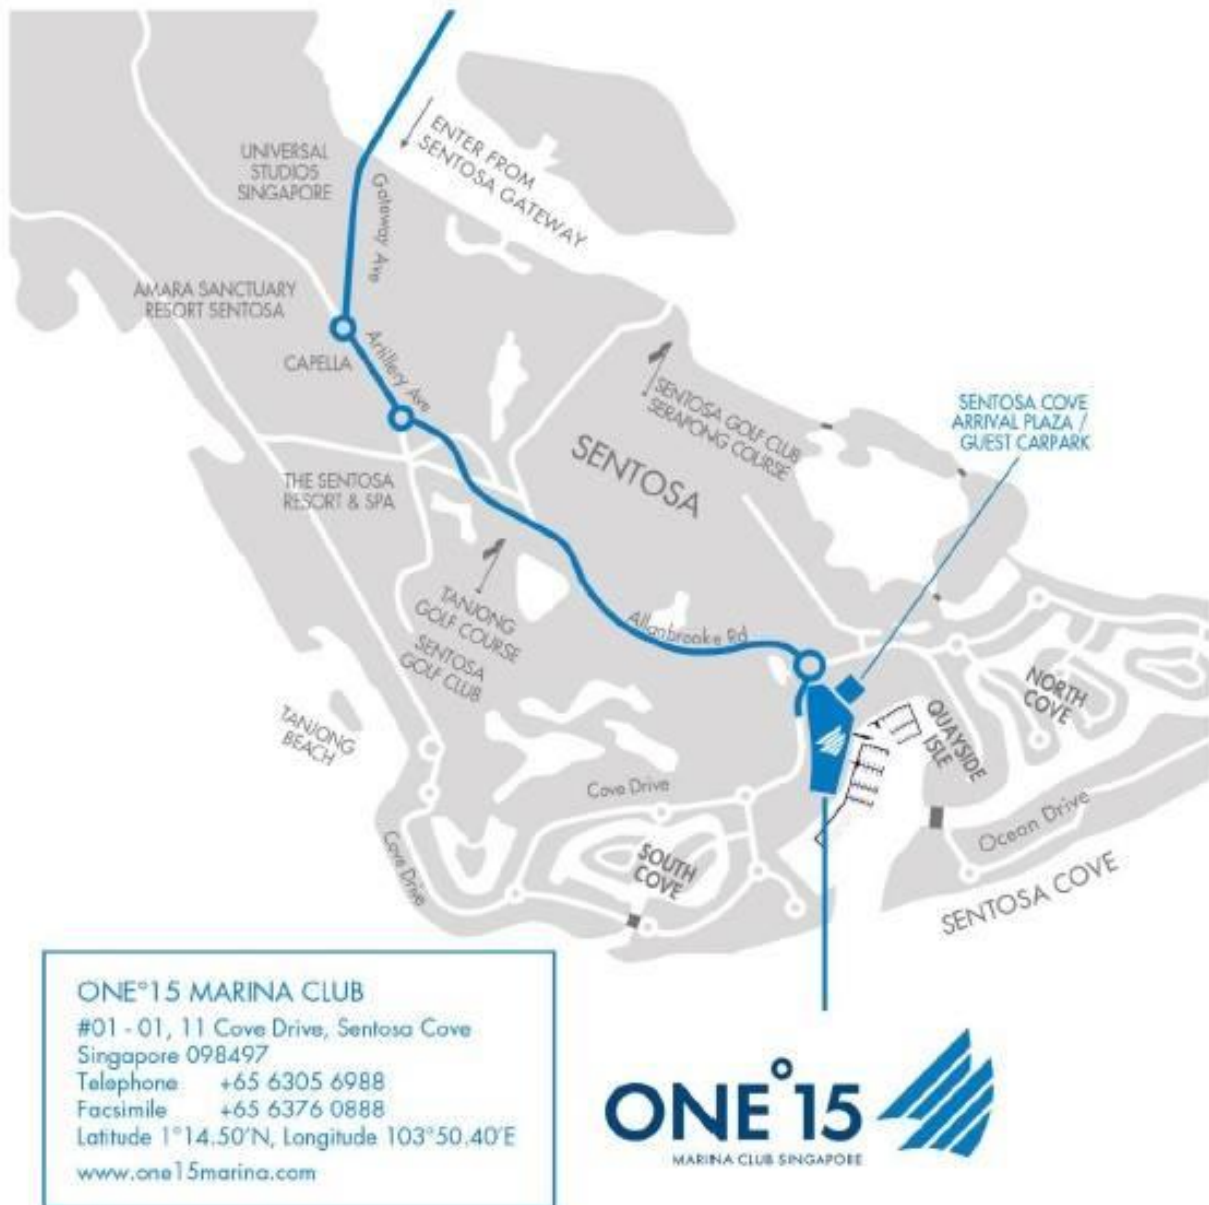 ENTER FROM
SENTOSA GATEWAY
UNIVERSAL
STUDIOS
SINGAPORE
Gateway Ave
AMARA SANCTUARY
RESORT SENTOSA
CAPELLA
Artillery Ave
SENTOSA GOLF CLUB
SERAPONG COURSE
SENTOSA COVE
ARRIVAL PLAZA /
GUEST CARPARK
SENTOSA
THE SENTOSA
RESORT & SPA
TANJONG
GOLF COURSE
SENTOSA
GOLF CLUB
Allanbrooke Rd
TANJONG
BEACH
NORTH
COVE
QUAYSIDE
ISLE
Cove Drive
Cove Drive
SOUTH
COVE
Ocean Drive
SENTOSA COVE
ONE°15 MARINA CLUB
#01 - 01, 11 Cove Drive, Sentosa Cove
Singapore 098497
Telephone +65 6305 6988
Facsimile +65 6376 0888
Latitude 1°14.50'N, Longitude 103°50.40'E
www.one15marina.com
ONE°15
MARINA CLUB SINGAPORE